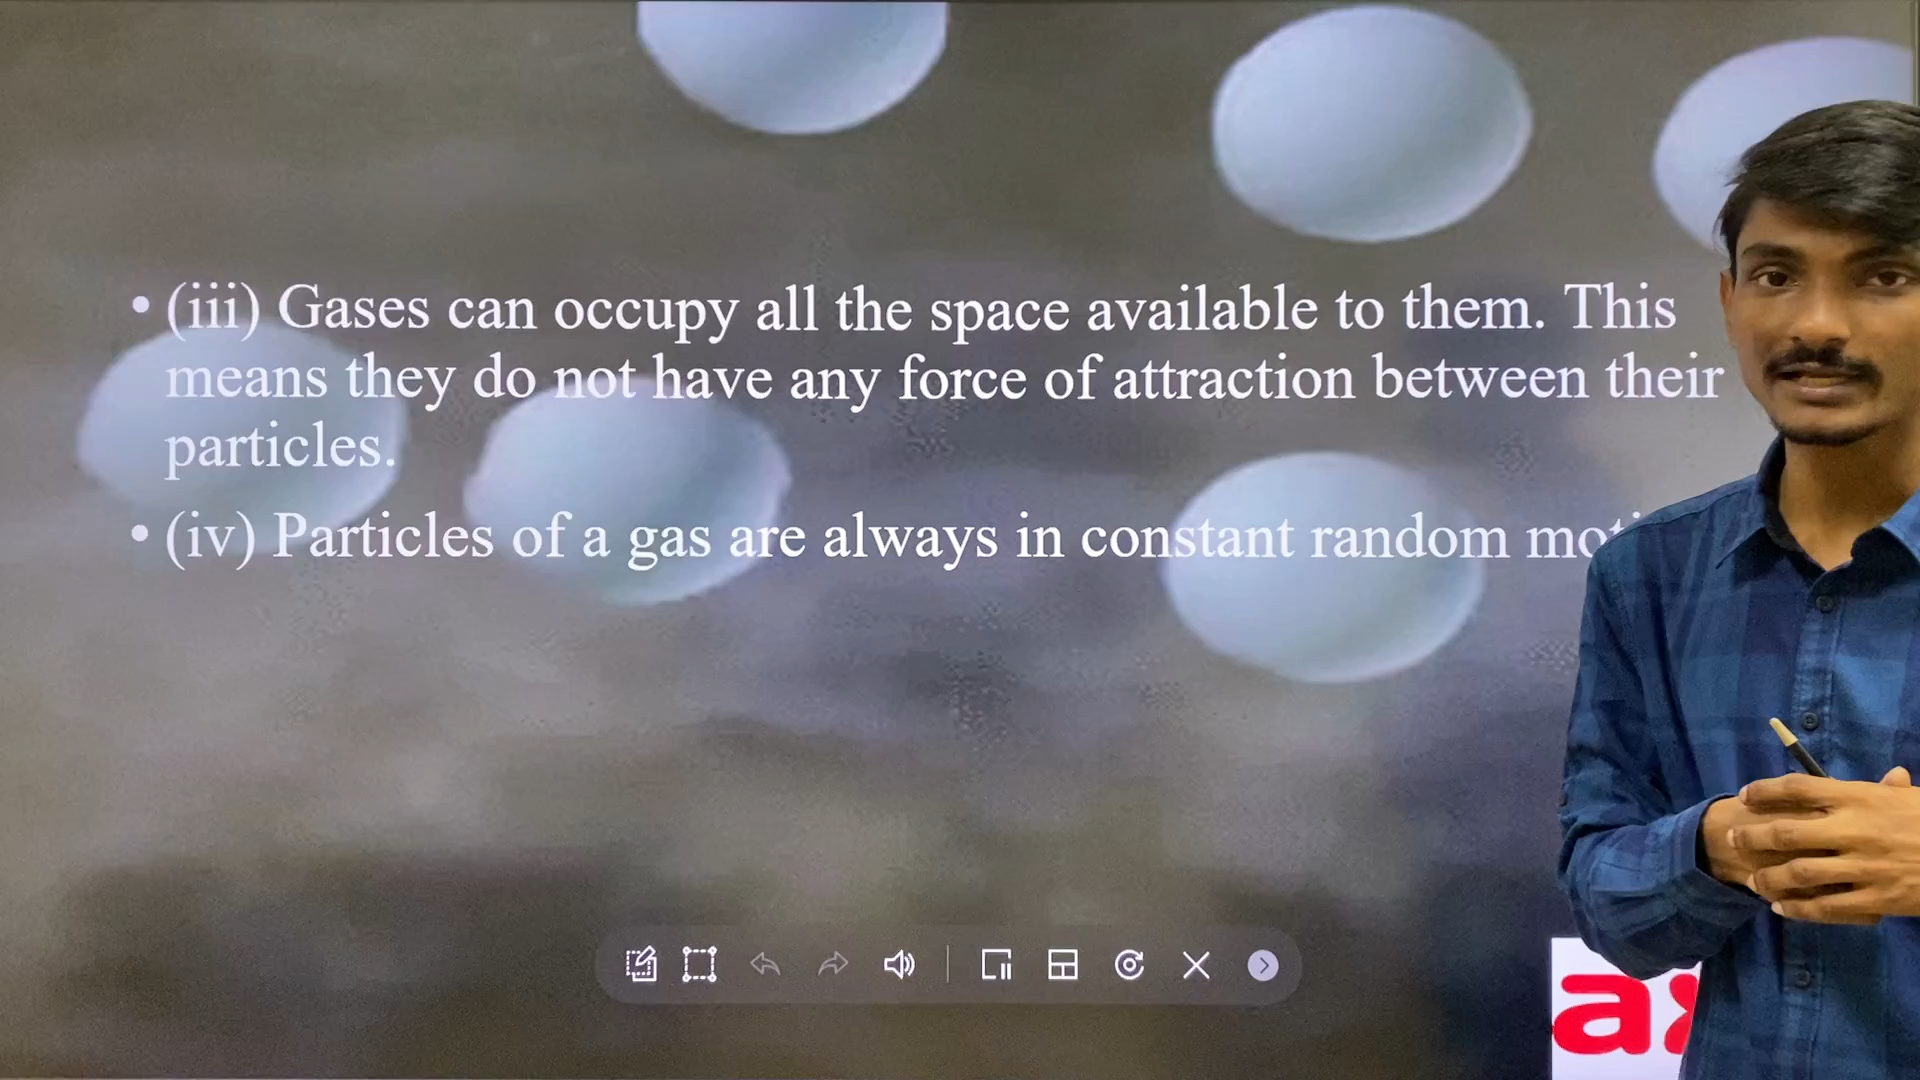 • (iii) Gases can occupy all the space available to them. This
means they do not have any force of attraction between their
particles.
• (iv) Particles of a gas are always in constant random